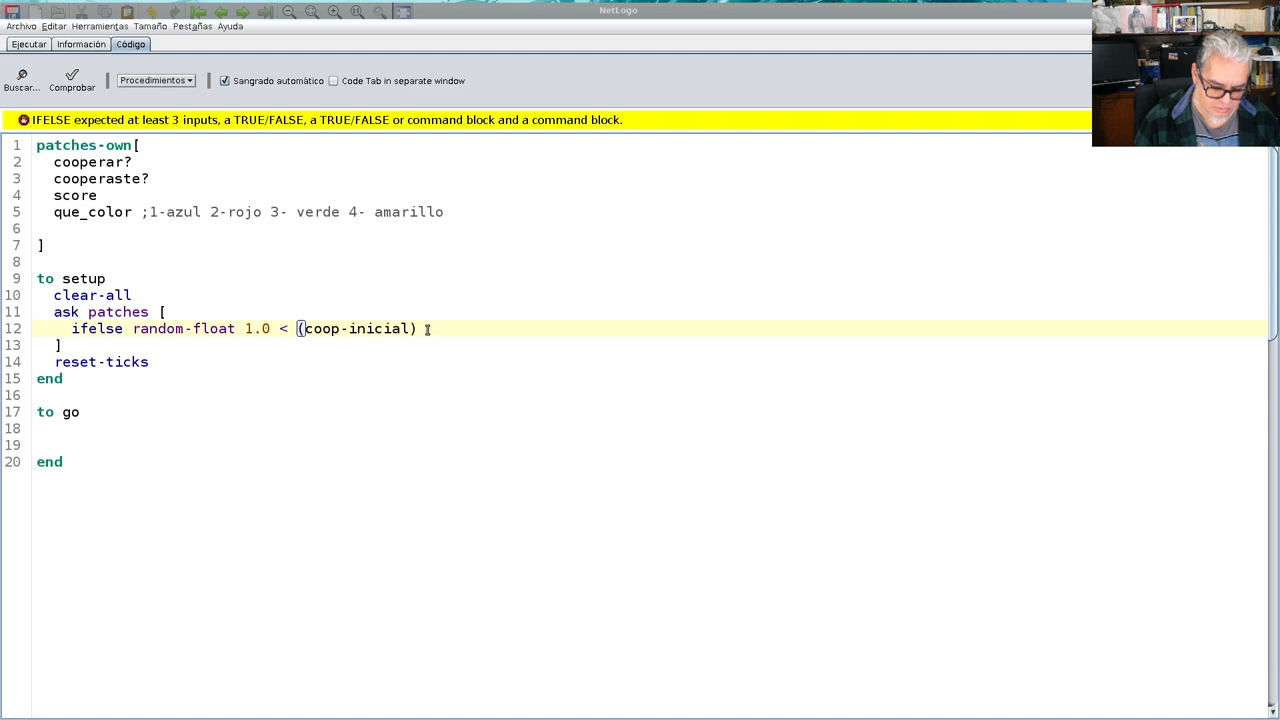 NetLogo
Archivo Editar Herramientas Tamaño Pestañas Ayuda
Ejecutar Información Código
Buscar... Comprobar Procedimientos Sangrado automático Code Tab in separate window
IFELSE expected at least 3 inputs, a TRUE/FALSE, a TRUE/FALSE or command block and a command block.
1 patches-own[
2 cooperar?
3 cooperaste?
4 score
5 que_color ;1-azul 2-rojo 3- verde 4- amarillo
6
7 ]
8
9 to setup
10 clear-all
11 ask patches [
12 ifelse random-float 1.0 < (coop-inicial)
13 ]
14 reset-ticks
15 end
16
17 to go
18
19
20 end